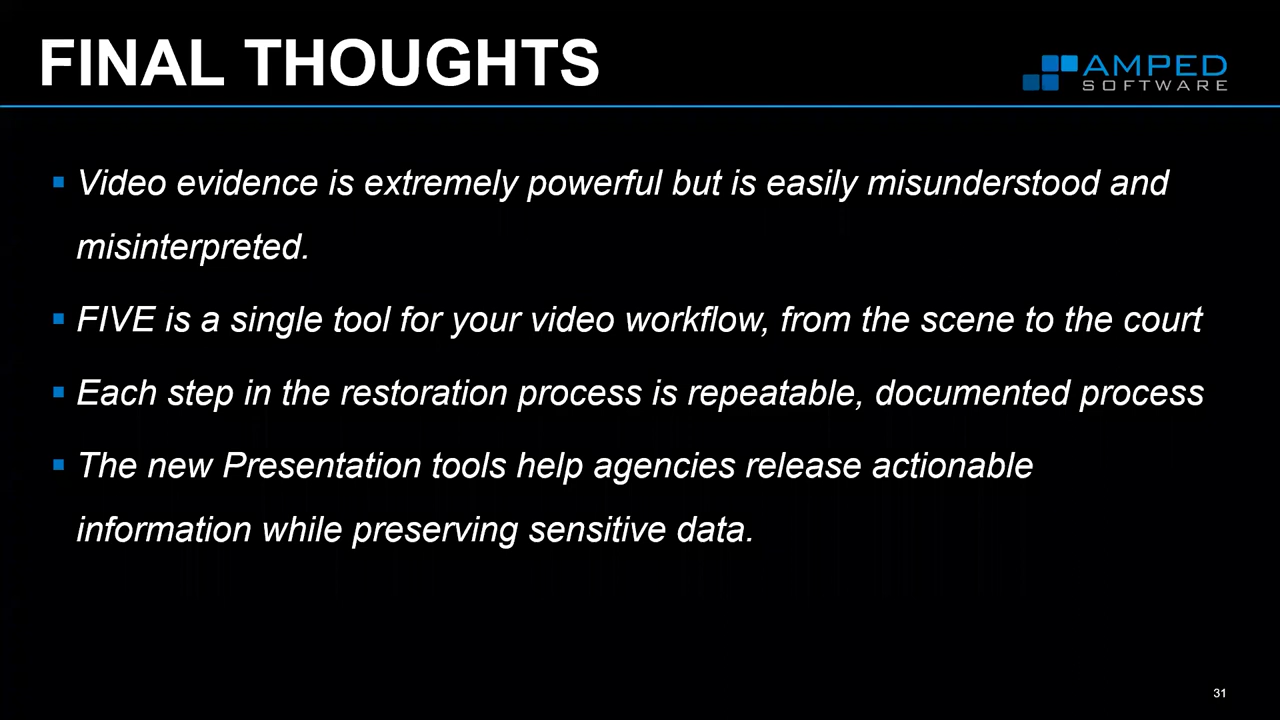 FINAL THOUGHTS
AMPED
SOFTWARE
▪ Video evidence is extremely powerful but is easily misunderstood and
misinterpreted.
▪ FIVE is a single tool for your video workflow, from the scene to the court
▪ Each step in the restoration process is repeatable, documented process
▪ The new Presentation tools help agencies release actionable
information while preserving sensitive data.
31